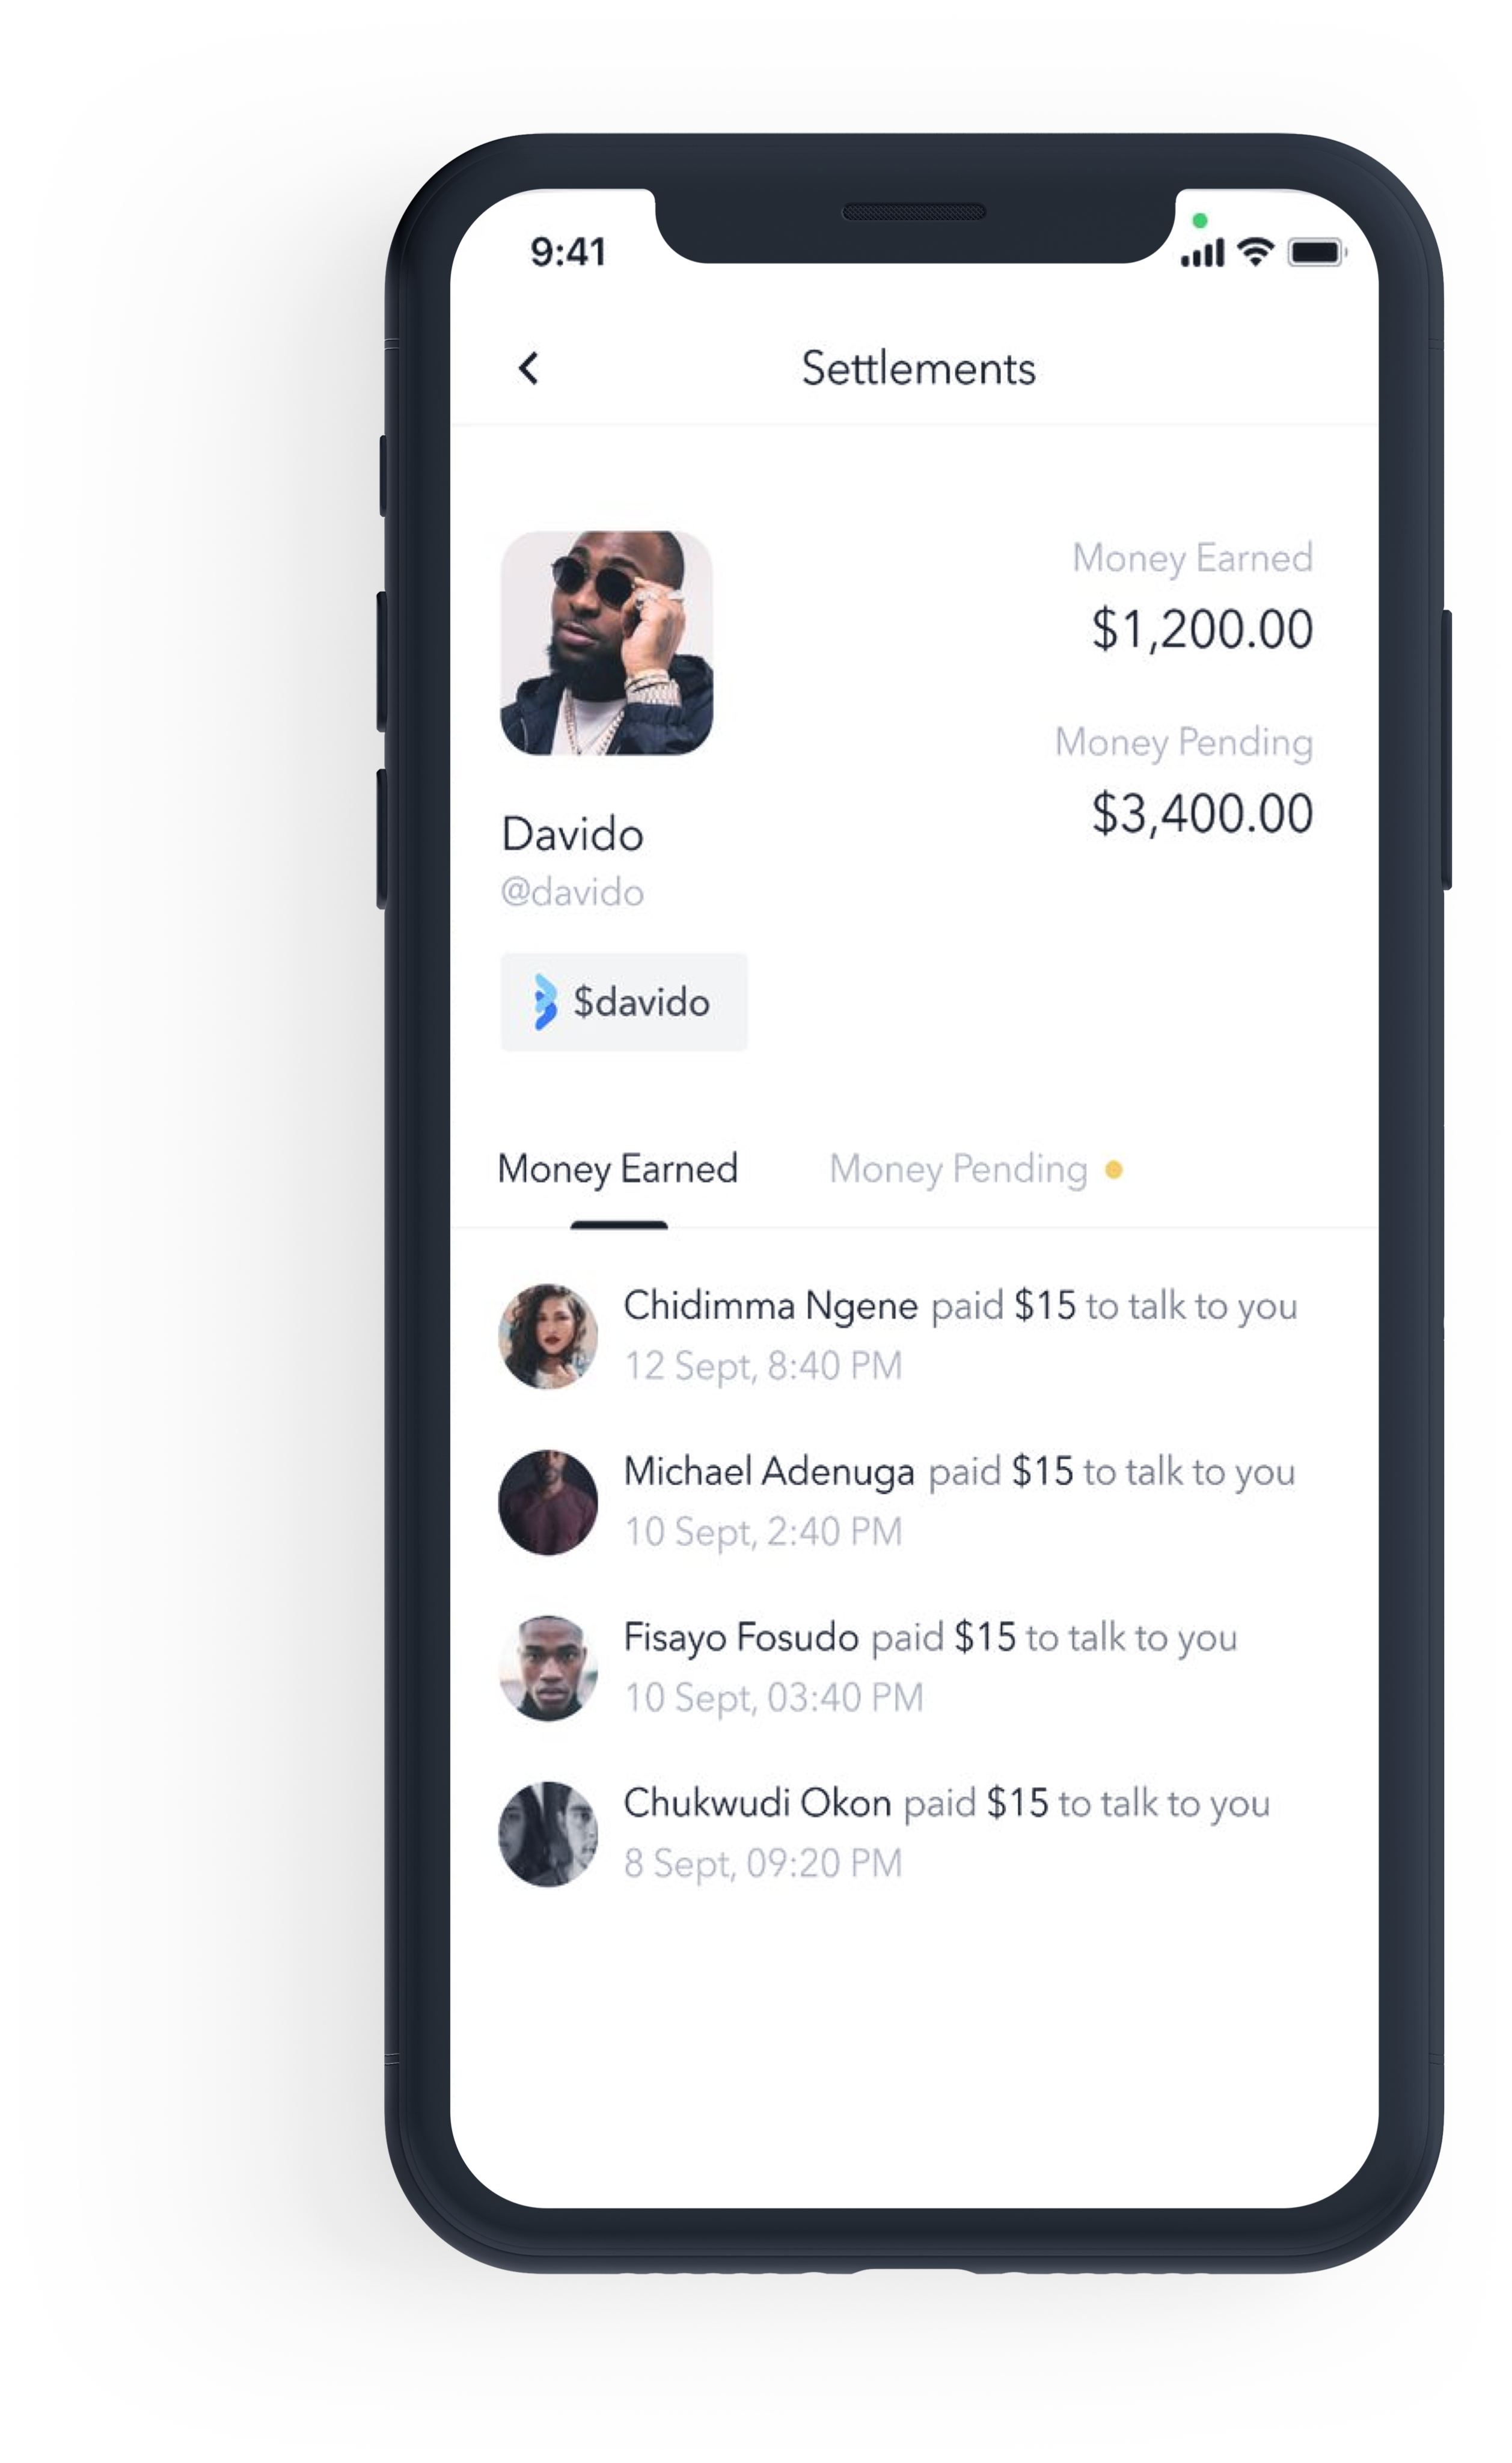 9:41
Settlements
Money Earned
$1,200.00
Money Pending
$3,400.00
Davido
@davido
$davido
Money Earned Money Pending
Chidimma Ngene paid $15 to talk to you
12 Sept, 8:40 PM
Michael Adenuga paid $15 to talk to you
10 Sept, 2:40 PM
Fisayo Fosudo paid $15 to talk to you
10 Sept, 03:40 PM
Chukwudi Okon paid $15 to talk to you
8 Sept, 09:20 PM